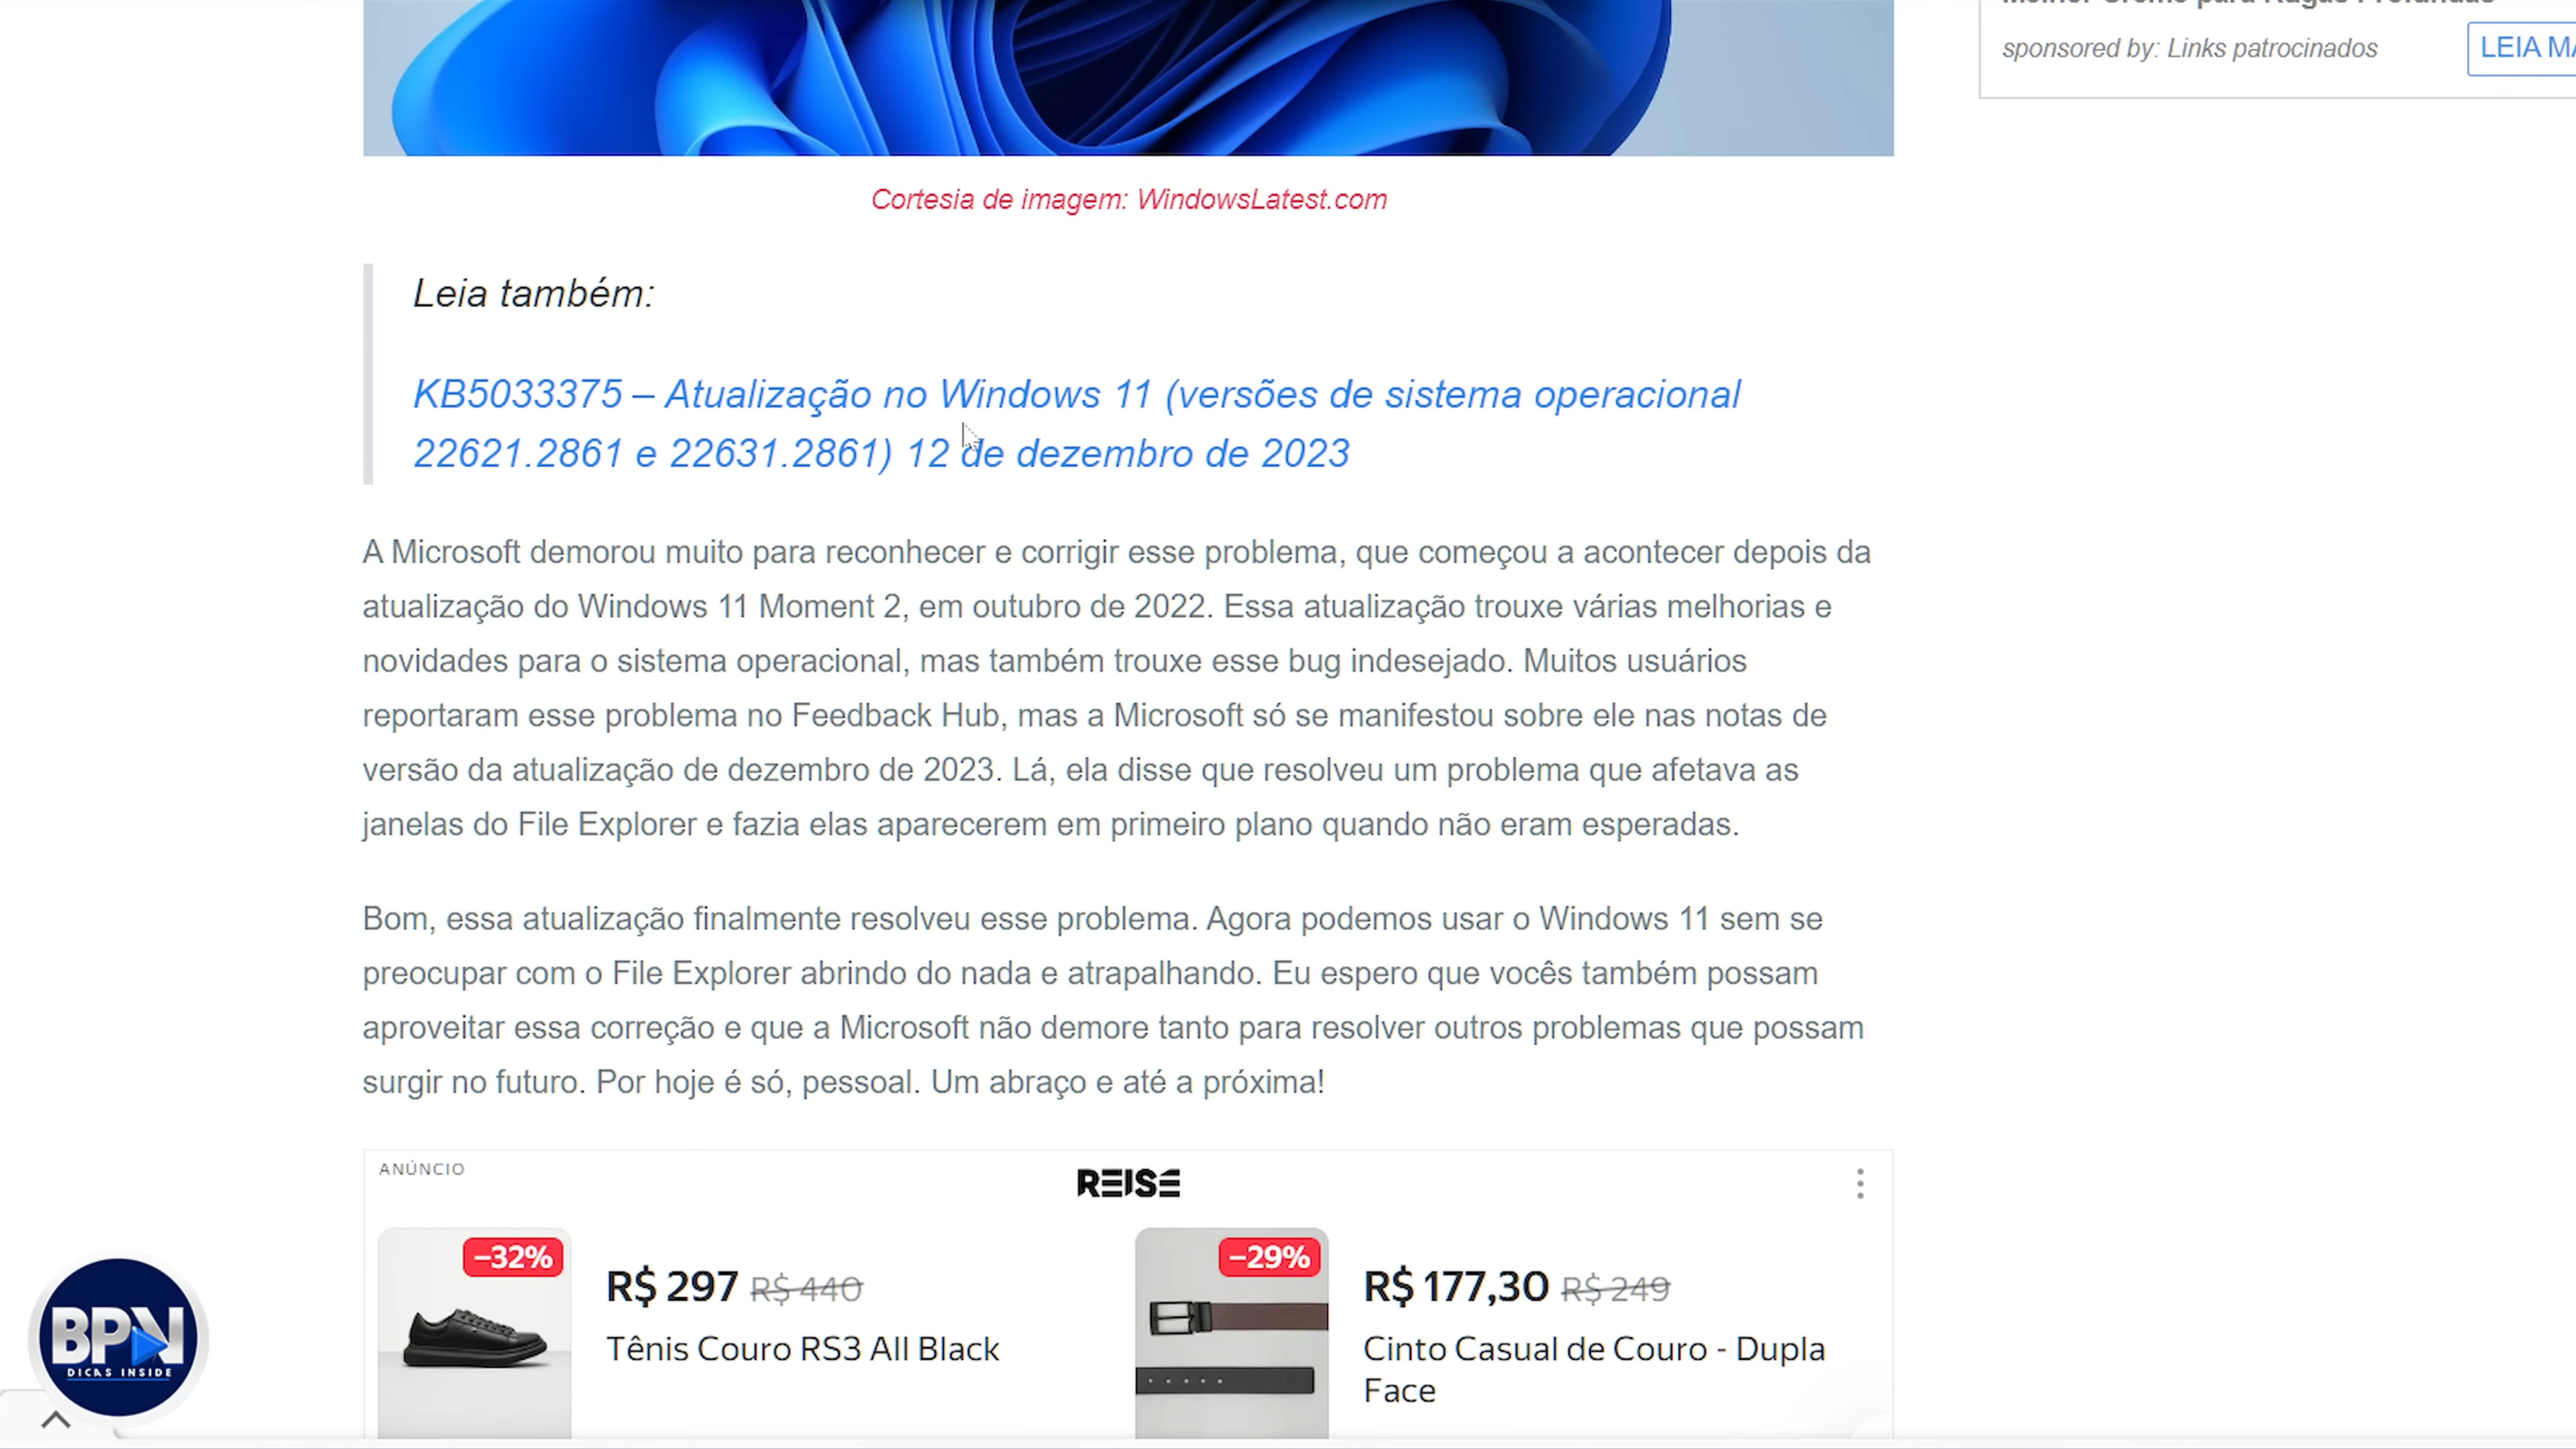 sponsored by: Links patrocinados
LEIA
Cortesia de imagem: WindowsLatest.com
Leia também:
KB5033375 – Atualização no Windows 11 (versões de sistema operacional
22621.2861 e 22631.2861) 12 de dezembro de 2023
A Microsoft demorou muito para reconhecer e corrigir esse problema, que começou a acontecer depois da
atualização do Windows 11 Moment 2, em outubro de 2022. Essa atualização trouxe várias melhorias e
novidades para o sistema operacional, mas também trouxe esse bug indesejado. Muitos usuários
reportaram esse problema no Feedback Hub, mas a Microsoft só se manifestou sobre ele nas notas de
versão da atualização de dezembro de 2023. Lá, ela disse que resolveu um problema que afetava as
janelas do File Explorer e fazia elas aparecerem em primeiro plano quando não eram esperadas.
Bom, essa atualização finalmente resolveu esse problema. Agora podemos usar o Windows 11 sem se
preocupar com o File Explorer abrindo do nada e atrapalhando. Eu espero que vocês também possam
aproveitar essa correção e que a Microsoft não demore tanto para resolver outros problemas que possam
surgir no futuro. Por hoje é só, pessoal. Um abraço e até a próxima!
ANÚNCIO
REISE
–32%
R$ 297 R$ 440
Tênis Couro RS3 All Black
–29%
R$ 177,30 R$ 249
Cinto Casual de Couro - Dupla
Face
BPN
DICAS INSIDE